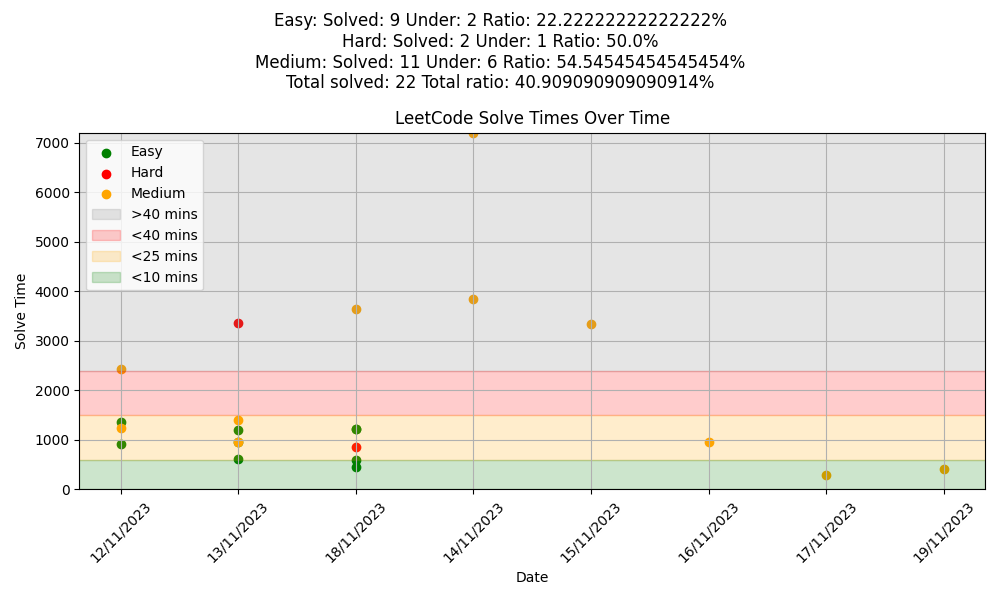 Easy: Solved: 9 Under: 2 Ratio: 22.22222222222222%
Hard: Solved: 2 Under: 1 Ratio: 50.0%
Medium: Solved: 11 Under: 6 Ratio: 54.54545454545454%
Total solved: 22 Total ratio: 40.909090909090914%
LeetCode Solve Times Over Time
Easy
Hard
Medium
>40 mins
<40 mins
<25 mins
<10 mins
Solve Time
7000
6000
5000
4000
3000
2000
1000
0
12/11/2023
13/11/2023
18/11/2023
14/11/2023
15/11/2023
16/11/2023
17/11/2023
19/11/2023
Date